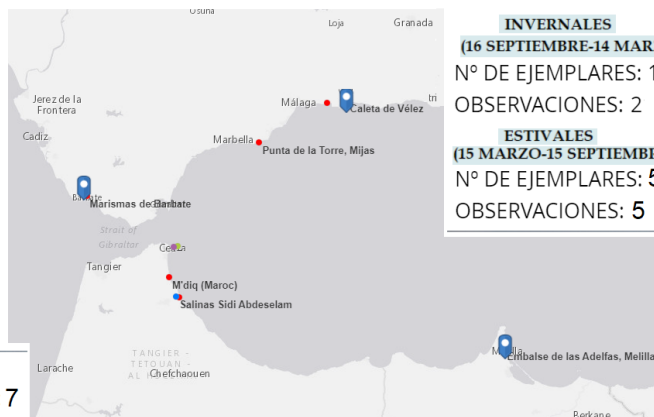 Osuna
Loja
Granada
INVERNALES
(16 SEPTIEMBRE-14 MAR
Nº DE EJEMPLARES: 1
OBSERVACIONES: 2
ESTIVALES
(15 MARZO-15 SEPTIEMB
Nº DE EJEMPLARES: 5
OBSERVACIONES: 5
Jerez de la
Frontera
Málaga
tri
Caleta de Vélez
Cadiz
Marbella
Punta de la Torre, Mijas
Marismas de Barbate
Strait of
Gibraltar
Ceuta
Tangier
M'diq (Maroc)
Salinas Sidi Abdeselam
TANGIER -
TETOUAN -
AL
Larache
Chefchaouen
Embalse de las Adelfas, Melilla
7
Berkane